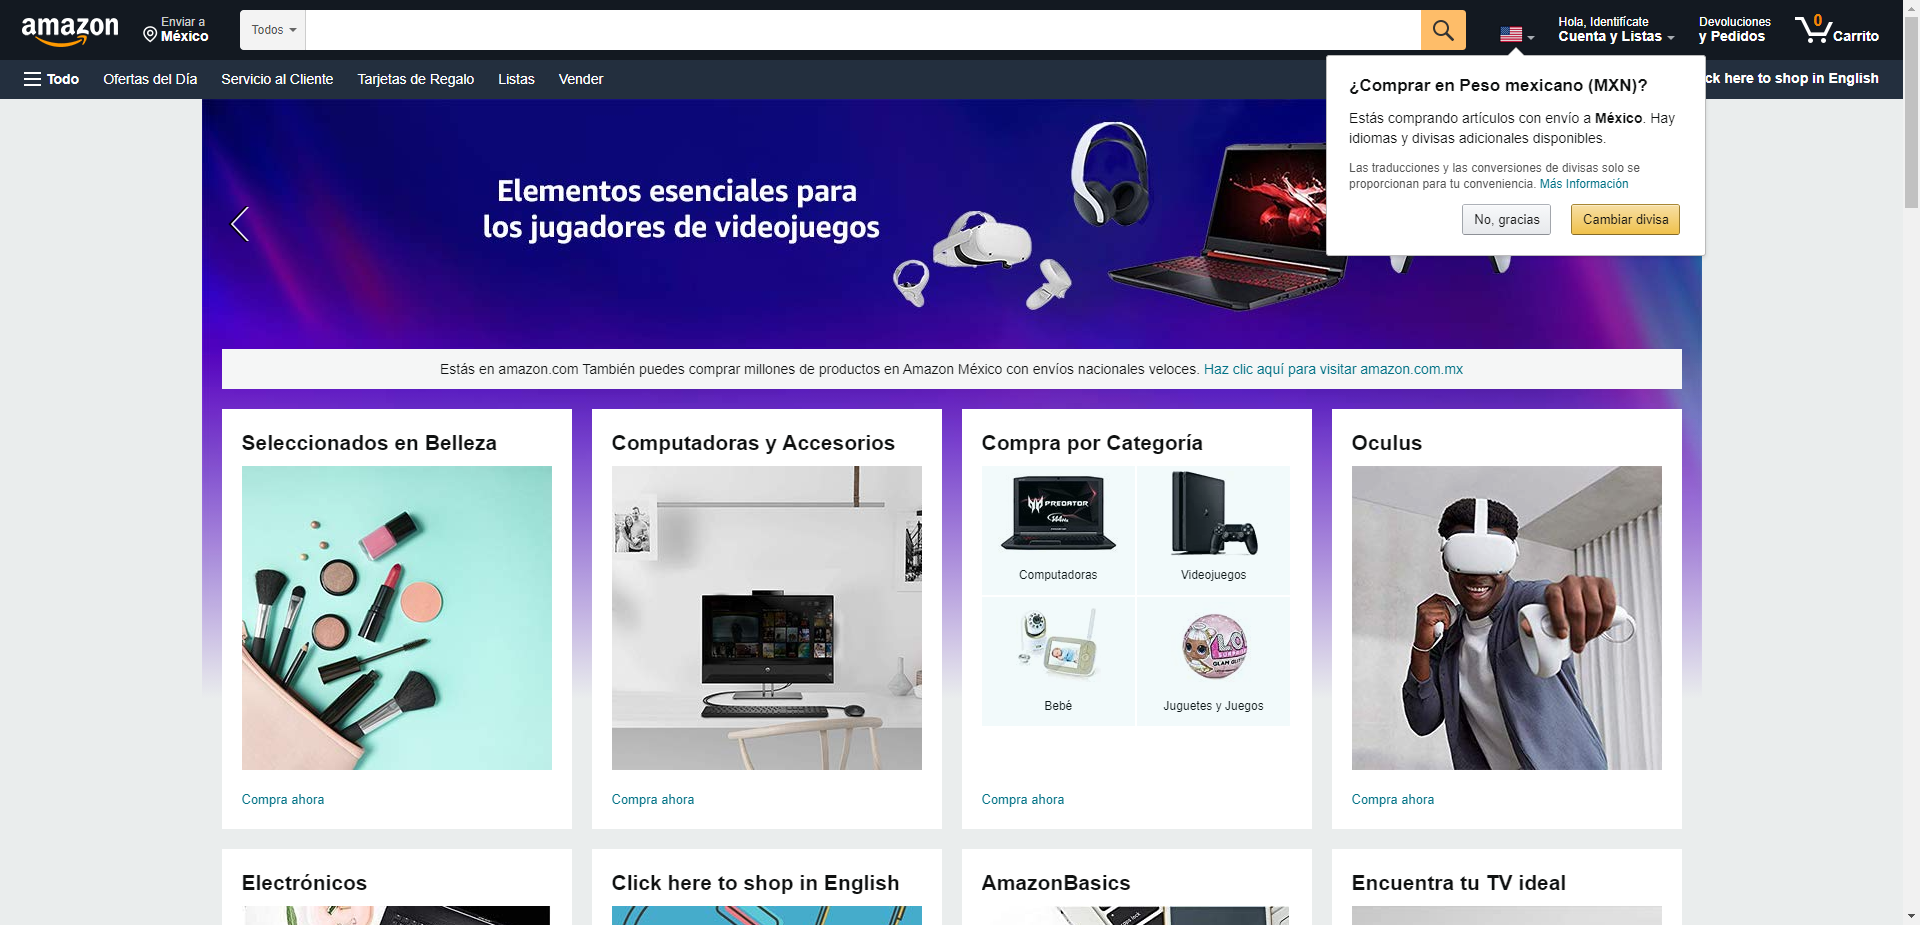 amazon
Enviar a
México
Todos
Hola, Identifícate
Cuenta y Listas
Devoluciones
y Pedidos
0
Carrito
Todo
Ofertas del Día
Servicio al Cliente
Tarjetas de Regalo
Listas
Vender
ck here to shop in English
¿Comprar en Peso mexicano (MXN)?
Estás comprando artículos con envío a México. Hay
idiomas y divisas adicionales disponibles.
Las traducciones y las conversiones de divisas solo se
proporcionan para tu conveniencia. Más Información
No, gracias
Cambiar divisa
Elementos esenciales para
los jugadores de videojuegos
Estás en amazon.com También puedes comprar millones de productos en Amazon México con envíos nacionales veloces. Haz clic aquí para visitar amazon.com.mx
Seleccionados en Belleza
Compra ahora
Computadoras y Accesorios
Compra ahora
Compra por Categoría
PREDATOR
Computadoras
Videojuegos
Bebé
L.O.L.
SURPRISE!
GLAM GLITTER
Juguetes y Juegos
Compra ahora
Oculus
Compra ahora
Electrónicos
Click here to shop in English
AmazonBasics
Encuentra tu TV ideal